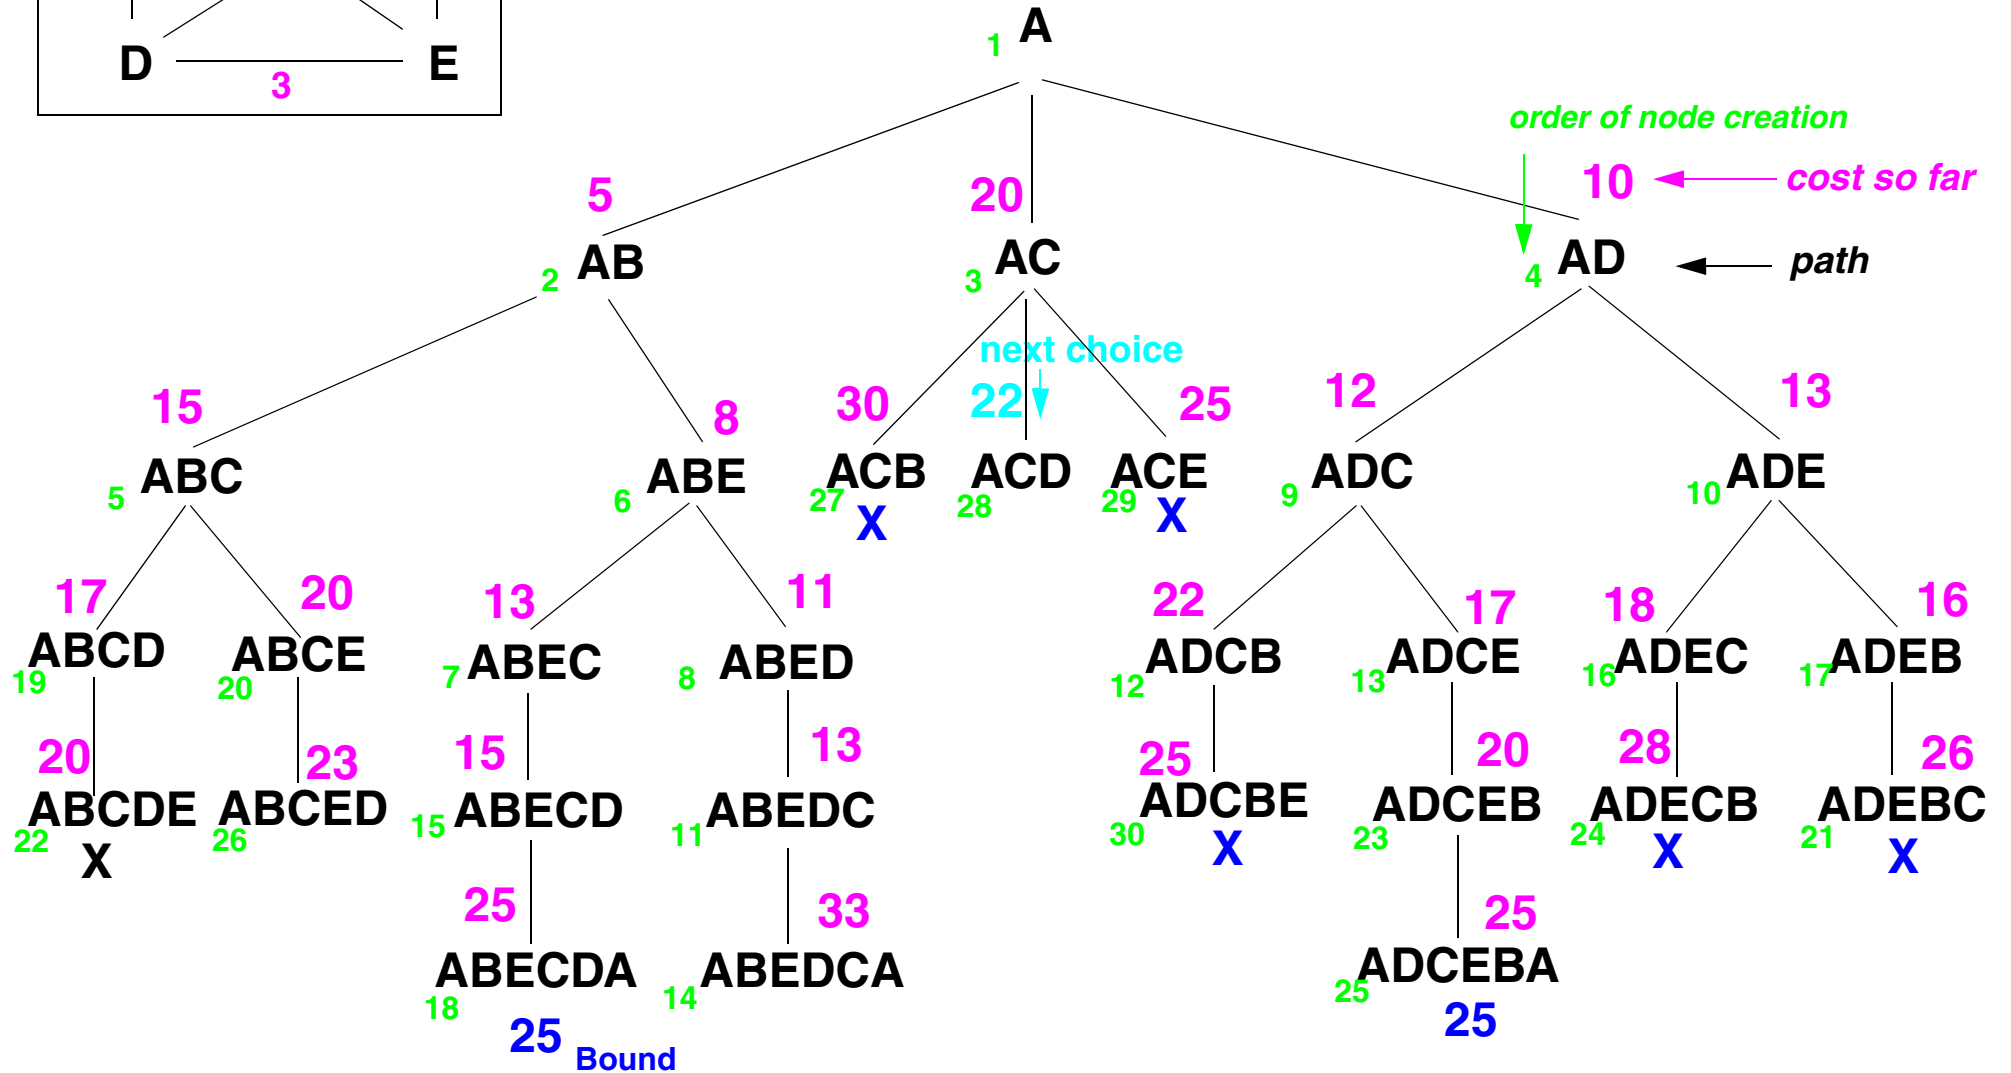 A
1
D E
3
order of node creation
5 20 10 cost so far
AB AC AD path
2 3 4
next choice
15 8 30 22 25 12 13
ABC ABE ACB ACD ACE ADC ADE
5 6 27 28 29 9 10
X X
17 20 13 11 22 17 18 16
ABCD ABCE ABEC ABED ADCB ADCE ADEC ADEB
19 20 7 8 12 13 16 17
20 23 15 13 25 20 28 26
ABCDE ABCED ABECD ABEDC ADCBE ADCEB ADECB ADEBC
22 26 15 11 30 23 24 21
X X X X
25 33 25
ABECDA ABEDCA ADCEBA
18 14 25
25 Bound 25